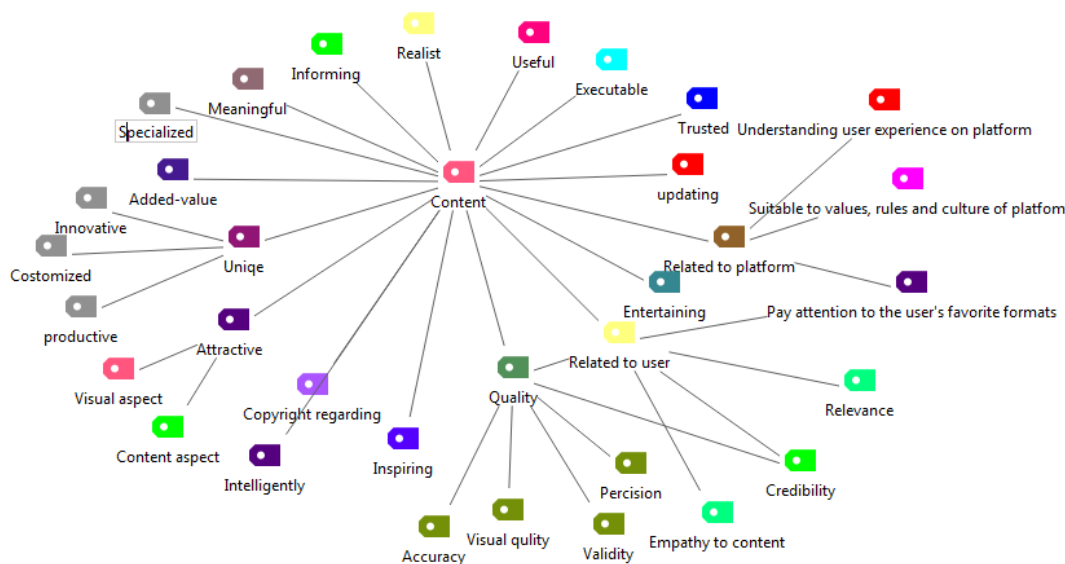 Realist
Useful
Informing
Executable
Meaningful
Specialized
Trusted
Understanding user experience on platform
Added-value
updating
Content
Suitable to values, rules and culture of platfom
Innovative
Costomized
Uniqe
Related to platform
productive
Entertaining
Pay attention to the user's favorite formats
Attractive
Related to user
Visual aspect
Quality
Copyright regarding
Relevance
Content aspect
Inspiring
Intelligently
Percision
Credibility
Accuracy
Visual qulity
Validity
Empathy to content